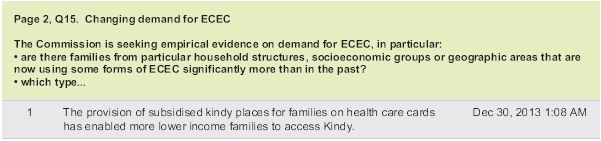 Page 2, Q15. Changing demand for ECEC
The Commission is seeking empirical evidence on demand for ECEC, in particular:
• are there families from particular household structures, socioeconomic groups or geographic areas that are
now using some forms of ECEC significantly more than in the past?
• which type...
1 The provision of subsidised kindy places for families on health care cards Dec 30, 2013 1:08 AM
has enabled more lower income families to access Kindy.